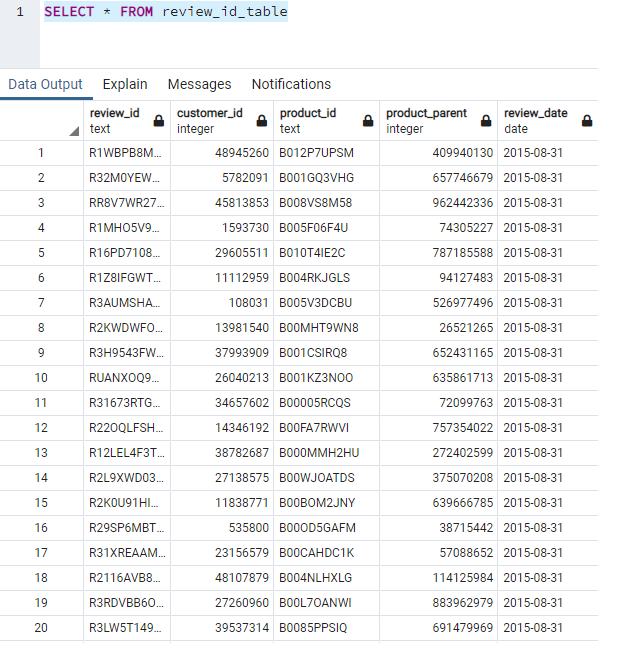 1 SELECT * FROM review_id_table
Data Output Explain Messages Notifications
review_id customer_id product_id product_parent review_date
text integer text integer date
1 R1WBPB8M... 48945260 B012P7UPSM 409940130 2015-08-31
2 R32M0YEW... 5782091 B001GQ3VHG 657746679 2015-08-31
3 RR8V7WR27... 45813853 B008VS8M58 962442336 2015-08-31
4 R1MHO5V9... 1593730 B005F06F4U 74305227 2015-08-31
5 R16PD7108... 29605511 B010T4IE2C 787185588 2015-08-31
6 R1Z8IFGWT... 11112959 B004RKJGLS 94127483 2015-08-31
7 R3AUMSHA... 108031 B005V3DCBU 526977496 2015-08-31
8 R2KWDWFO... 13981540 B00MHT9WN8 26521265 2015-08-31
9 R3H9543FW... 37993909 B001CSIRQ8 652431165 2015-08-31
10 RUANXOQ9... 26040213 B001KZ3NOO 635861713 2015-08-31
11 R31673RTG... 34657602 B00005RCQS 72099763 2015-08-31
12 R22OQLFSH... 14346192 B00FA7RWVI 757354022 2015-08-31
13 R12LEL4F3T... 38782687 B000MMH2HU 272402599 2015-08-31
14 R2L9XWD03... 27138575 B00WJOATDS 375070208 2015-08-31
15 R2K0U91HI... 11838771 B00BOM2JNY 639666785 2015-08-31
16 R29SP6MBT... 535800 B00OD5GAFM 38715442 2015-08-31
17 R31XREAAM... 23156579 B00CAHDC1K 57088652 2015-08-31
18 R2116AVB8... 48107879 B004NLHXLG 114125984 2015-08-31
19 R3RDVBB6O... 27260960 B00L7OANWI 883962979 2015-08-31
20 R3LW5T149... 39537314 B0085PPSIQ 691479969 2015-08-31